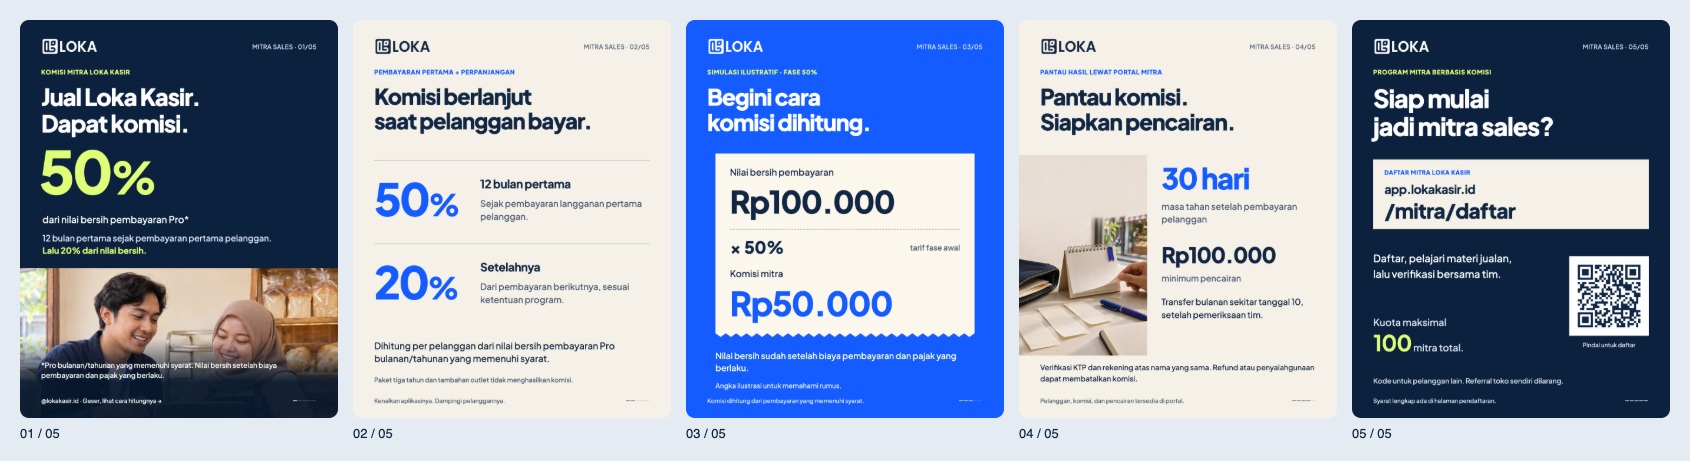 LOKA
MITRA SALES · 01/05
KOMISI MITRA LOKA KASIR
Jual Loka Kasir.
Dapat komisi.
50%
dari nilai bersih pembayaran Pro*
12 bulan pertama sejak pembayaran pertama pelanggan.
Lalu 20% dari nilai bersih.
*Pro bulanan/tahunan yang memenuhi syarat. Nilai bersih setelah biaya
pembayaran dan pajak yang berlaku.
@lokakasir.id · Geser, lihat cara hitungnya →
01 / 05
LOKA
MITRA SALES · 02/05
PEMBAYARAN PERTAMA + PERPANJANGAN
Komisi berlanjut
saat pelanggan bayar.
50%
12 bulan pertama
Sejak pembayaran langganan pertama
pelanggan.
20%
Setelahnya
Dari pembayaran berikutnya, sesuai
ketentuan program.
Dihitung per pelanggan dari nilai bersih pembayaran Pro
bulanan/tahunan yang memenuhi syarat.
Paket tiga tahun dan tambahan outlet tidak menghasilkan komisi.
Kenalkan aplikasinya. Dampingi pelanggannya.
02 / 05
LOKA
MITRA SALES · 03/05
SIMULASI ILUSTRATIF · FASE 50%
Begini cara
komisi dihitung.
Nilai bersih pembayaran
Rp100.000
× 50%
tarif fase awal
Komisi mitra
Rp50.000
Nilai bersih sudah setelah biaya pembayaran dan pajak yang
berlaku.
Angka ilustrasi untuk memahami rumus.
Komisi dihitung dari pembayaran yang memenuhi syarat.
03 / 05
LOKA
MITRA SALES · 04/05
PANTAU HASIL LEWAT PORTAL MITRA
Pantau komisi.
Siapkan pencairan.
30 hari
masa tahan setelah pembayaran
pelanggan
Rp100.000
minimum pencairan
Transfer bulanan sekitar tanggal 10,
setelah pemeriksaan tim.
Verifikasi KTP dan rekening atas nama yang sama. Refund atau penyalahgunaan
dapat membatalkan komisi.
Pelanggan, komisi, dan pencairan tersedia di portal.
04 / 05
LOKA
MITRA SALES · 05/05
PROGRAM MITRA BERBASIS KOMISI
Siap mulai
jadi mitra sales?
DAFTAR MITRA LOKA KASIR
app.lokakasir.id
/mitra/daftar
Daftar, pelajari materi jualan,
lalu verifikasi bersama tim.
Kuota maksimal
100 mitra total.
Pindai untuk daftar
Kode untuk pelanggan lain. Referral toko sendiri dilarang.
Syarat lengkap ada di halaman pendaftaran.
05 / 05